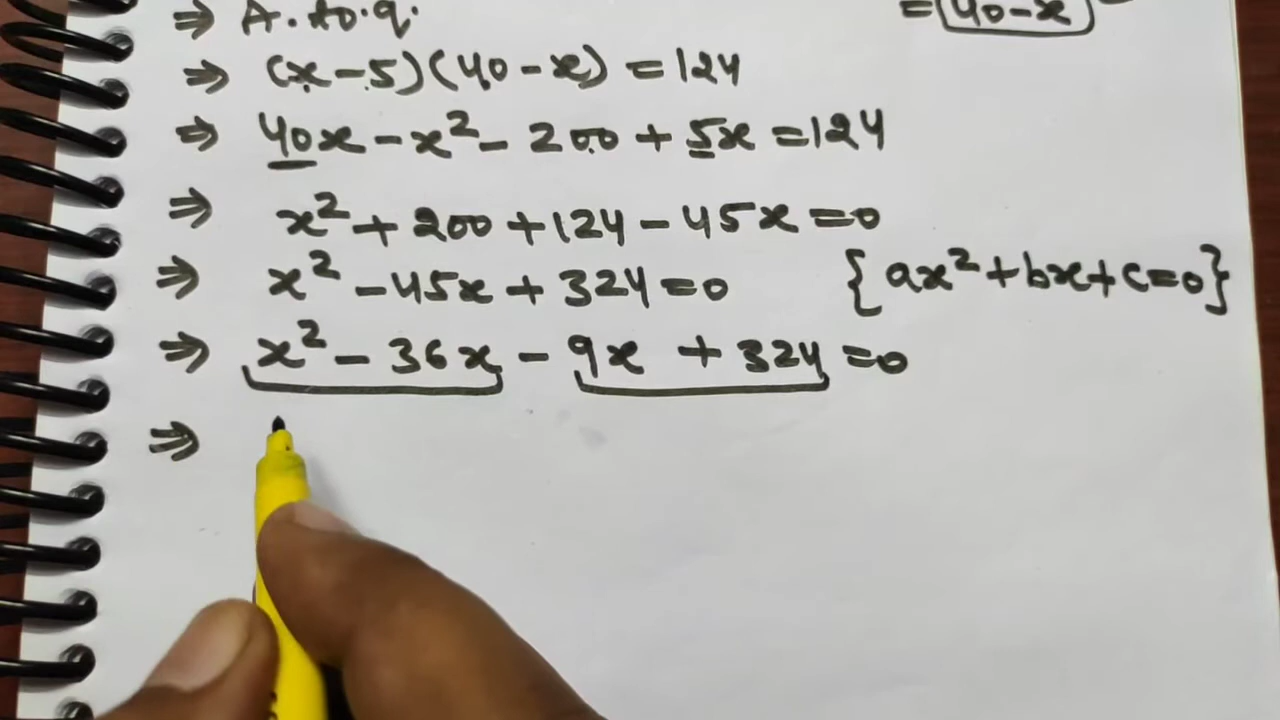 ⇒ A.to.q.
= (40-x)
⇒ (x-5)(40-x) = 124
⇒ 40x-x²- 200 + 5x = 124
⇒ x² + 200 + 124 - 45x = 0
⇒ x² - 45x + 324 = 0 {ax² + bx + c = 0}
⇒ x² - 36x - 9x + 324 = 0
⇒